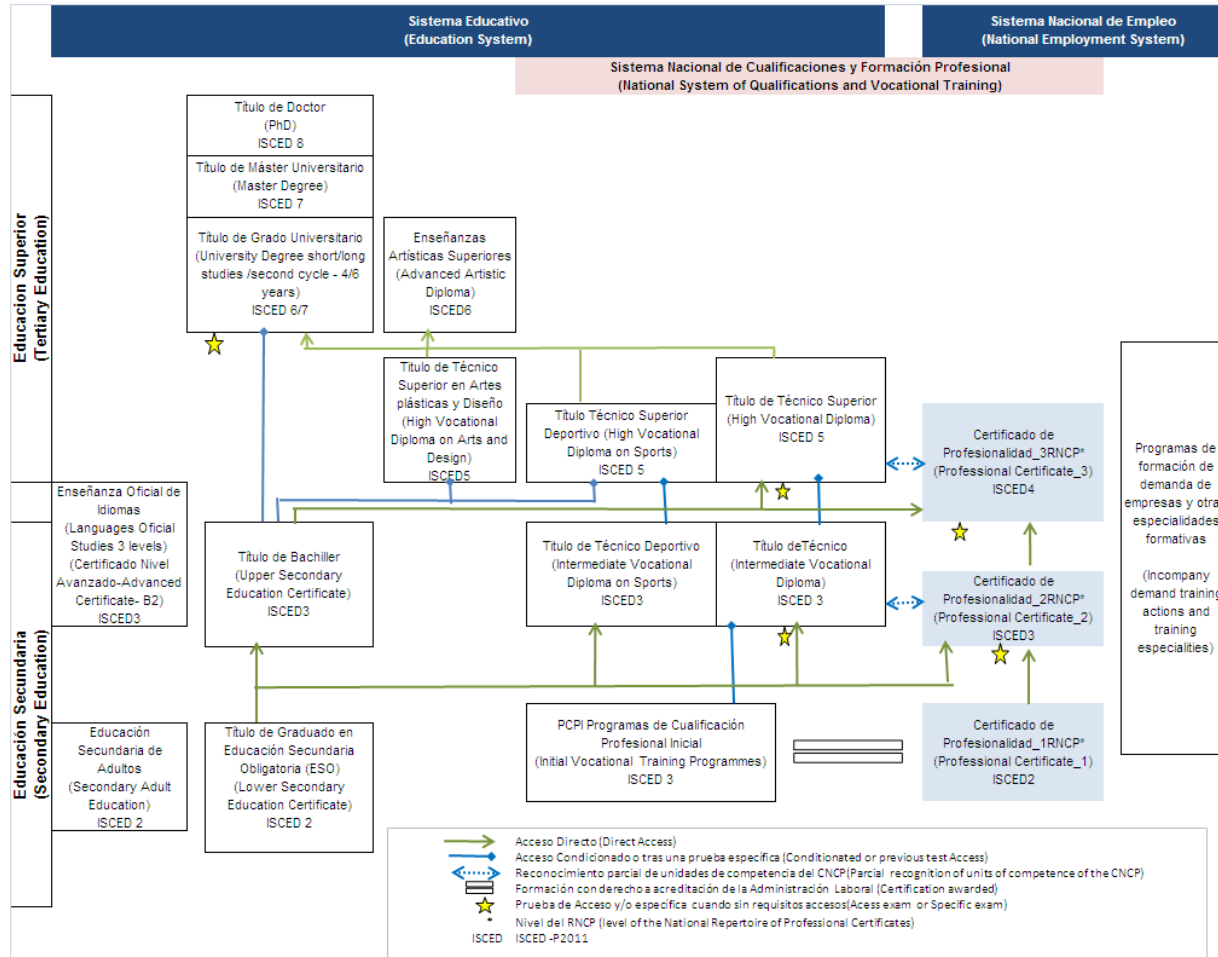 Sistema Educativo
(Education System)
Sistema Nacional de Empleo
(National Employment System)
Sistema Nacional de Cualificaciones y Formación Profesional
(National System of Qualifications and Vocational Training)
Educacion Superior
(Tertiary Education)
Título de Doctor
(PhD)
ISCED 8
Título de Máster Universitario
(Master Degree)
ISCED 7
Título de Grado Universitario
(University Degree short/long
studies /second cycle - 4/6
years)
ISCED 6/7
Enseñanzas
Artísticas Superiores
(Advanced Artistic
Diploma)
ISCED6
Titulo de Técnico
Superior en Artes
plásticas y Diseño
(High Vocational
Diploma on Arts and
Design)
ISCED5
Título Técnico Superior
Deportivo (High Vocational
Diploma on Sports)
ISCED 5
Título de Técnico Superior
(High Vocational Diploma)
ISCED 5
Certificado de
Profesionalidad_3RNCP*
(Professional Certificate_3)
ISCED4
Programas de
formación de
demanda de
empresas y otra
especialidades
formativas
(Incompany
demand training
actions and
training
especialities)
Educación Secundaria
(Secondary Education)
Enseñanza Oficial de
Idiomas
(Languages Oficial
Studies 3 levels)
(Certificado Nivel
Avanzado-Advanced
Certificate- B2)
ISCED3
Título de Bachiller
(Upper Secondary
Education Certificate)
ISCED3
Título de Técnico Deportivo
(Intermediate Vocational
Diploma on Sports)
ISCED3
Título deTécnico
(Intermediate Vocational
Diploma)
ISCED 3
Certificado de
Profesionalidad_2RNCP*
(Professional Certificate_2)
ISCED3
Educación
Secundaria de
Adultos
(Secondary Adult
Education)
ISCED 2
Título de Graduado en
Educación Secundaria
Obligatoria (ESO)
(Lower Secondary
Education Certificate)
ISCED 2
PCPI Programas de Cualificación
Profesional Inicial
(Initial Vocational Training Programmes)
ISCED 3
Certificado de
Profesionalidad_1RNCP*
(Professional Certificate_1)
ISCED2
Acceso Directo (Direct Access)
Acceso Condicionado o tras una prueba específica (Conditionated or previous test Access)
Reconocimiento parcial de unidades de competencia del CNCP(Partial recognition of units of competence of the CNCP)
Formación con derecho a acreditación de la Administración Laboral (Certification awarded)
Prueba de Acceso y/o específica cuando sin requisitos accesos(Acess exam or Specific exam)
* Nivel del RNCP (level of the National Repertoire of Professional Certificates)
ISCED ISCED -P2011